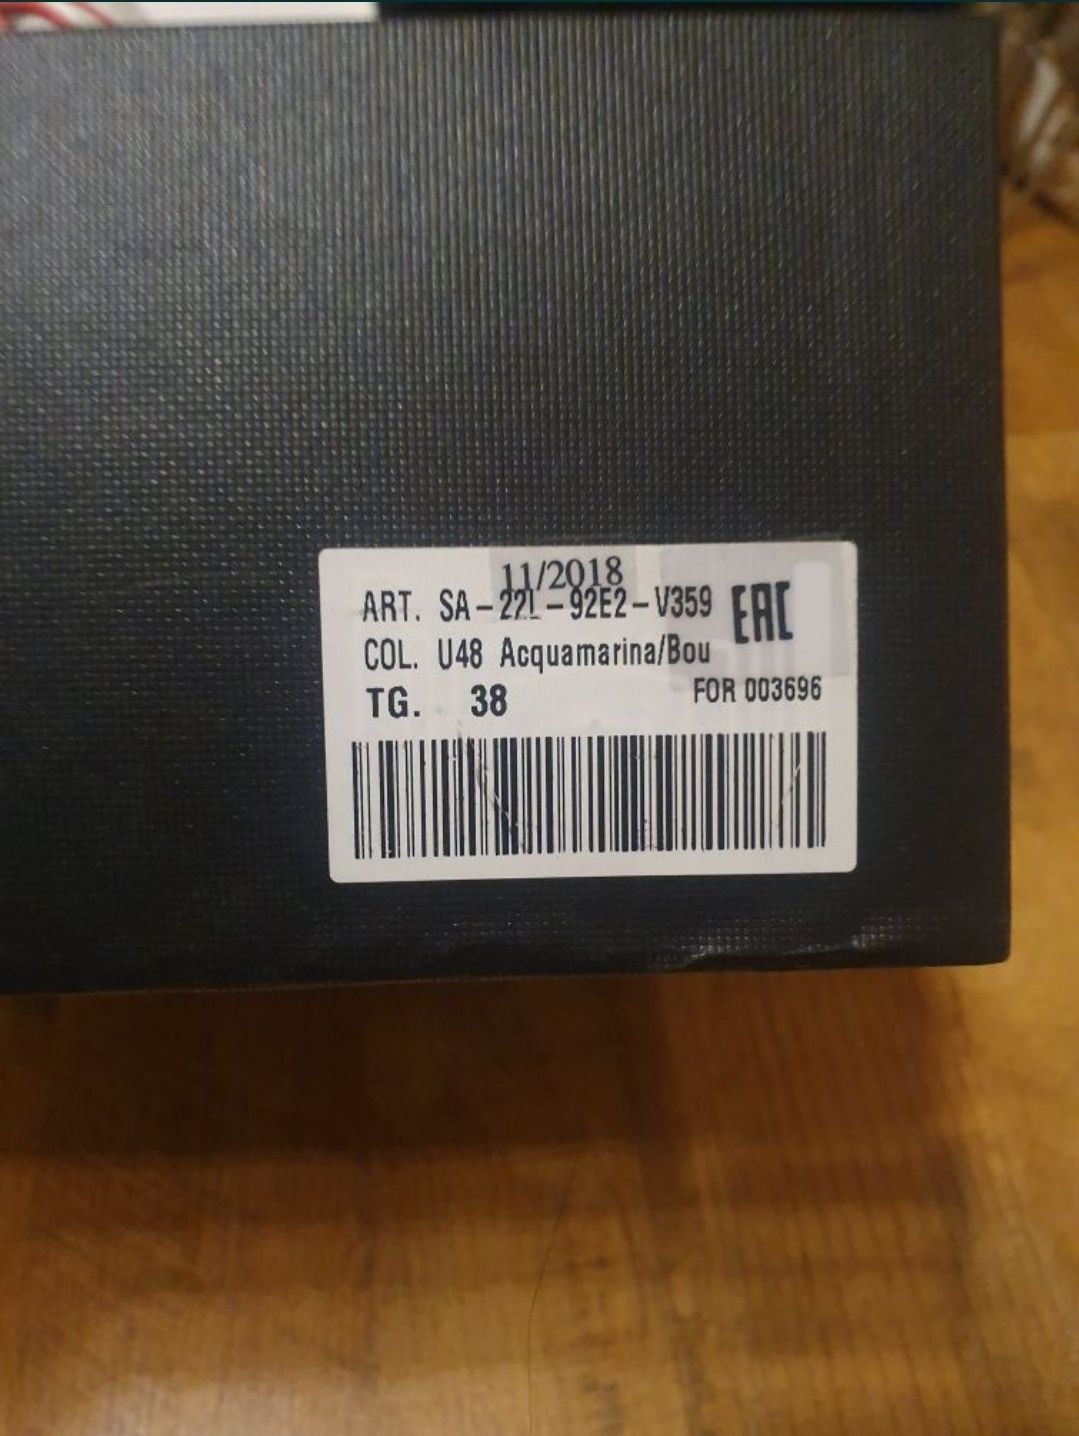 11/2018
ART. SA-22L-92E2-V359 EAC
COL. U48 Acquamarina/Bou
TG. 38 FOR 003696